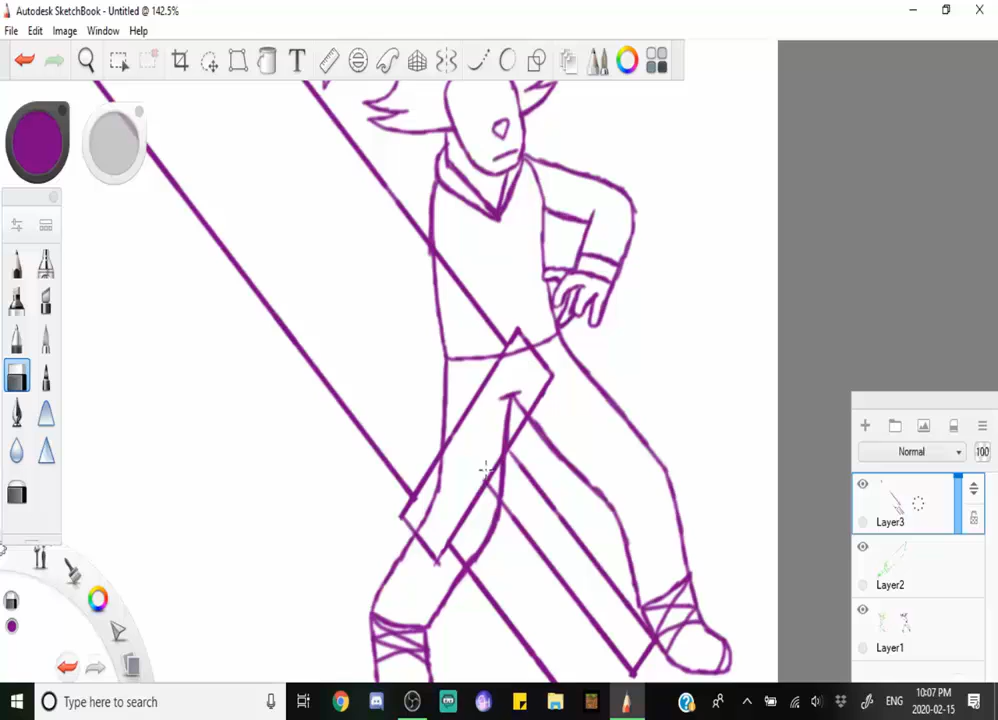 Autodesk SketchBook - Untitled @ 142.5%
File Edit Image Window Help
T
Normal 100
Layer3
Layer2
Layer1
Type here to search
ENG
10:07 PM
2020-02-15